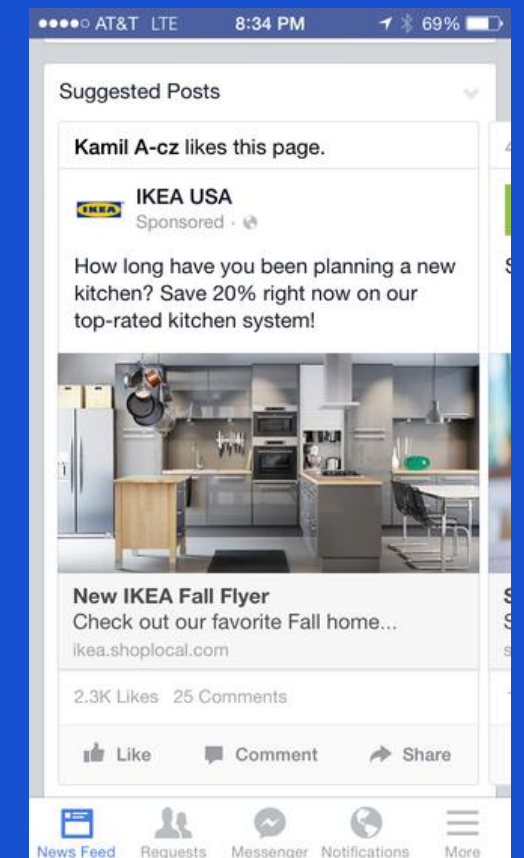 AT&T LTE 8:34 PM 69%
Suggested Posts
Kamil A-cz likes this page.
IKEA
IKEA USA
Sponsored ·
How long have you been planning a new
kitchen? Save 20% right now on our
top-rated kitchen system!
New IKEA Fall Flyer
Check out our favorite Fall home...
ikea.shoplocal.com
2.3K Likes 25 Comments
Like Comment Share
News Feed Requests Messenger Notifications More